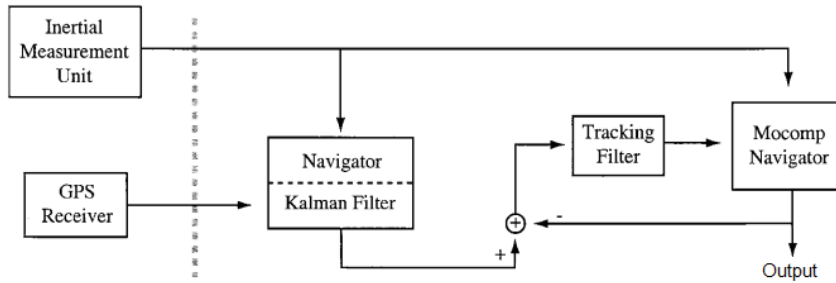 Inertial
Measurement
Unit
GPS
Receiver
Navigator
Kalman Filter
Tracking
Filter
Mocomp
Navigator
+
+
-
Output